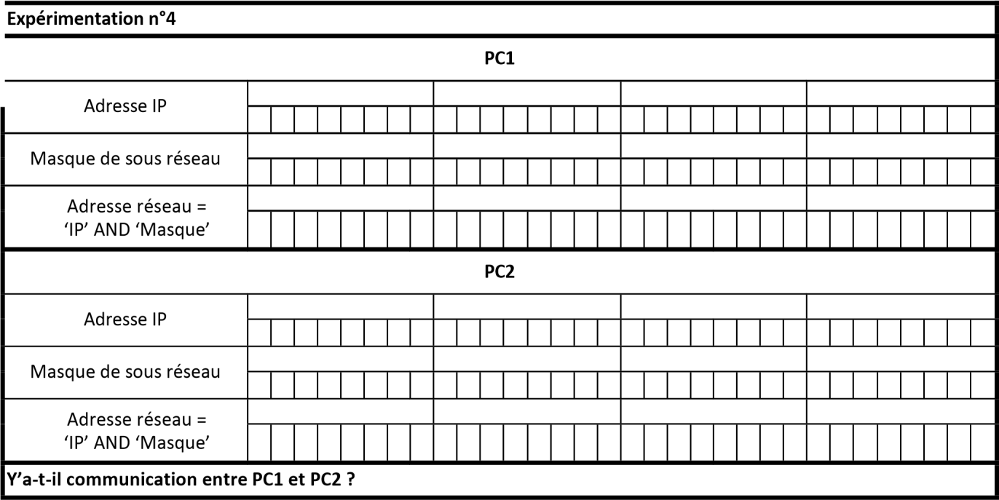 Expérimentation n°4
PC1
Adresse IP
Masque de sous réseau
Adresse réseau =
‘IP’ AND ‘Masque’
PC2
Adresse IP
Masque de sous réseau
Adresse réseau =
‘IP’ AND ‘Masque’
Y’a-t-il communication entre PC1 et PC2 ?